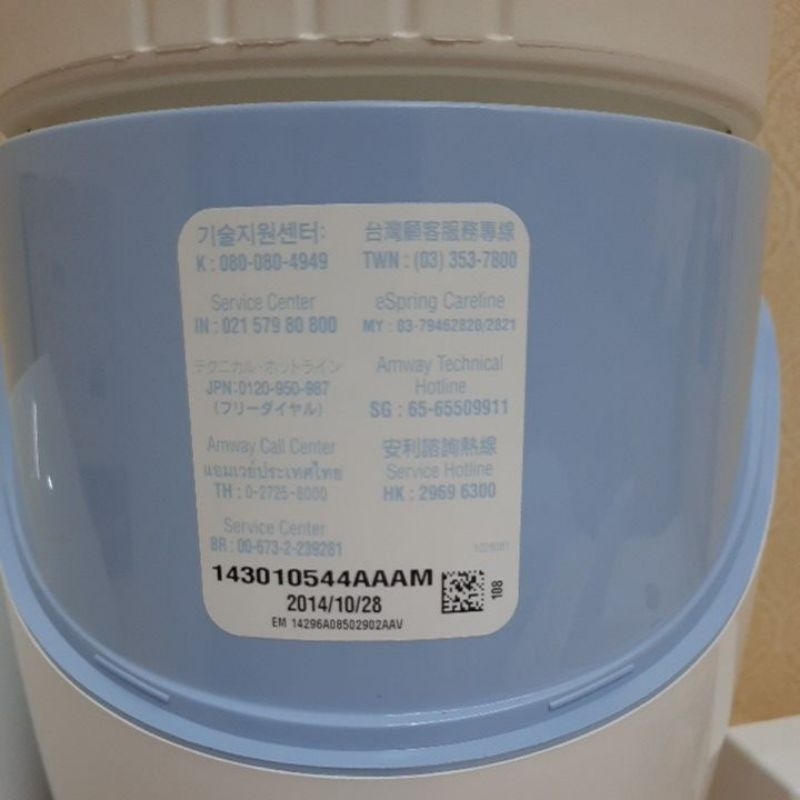 기술지원센터:
K : 080-080-4949
台灣顧客服務專線
TWN : (03) 353-7800
Service Center
IN : 021 579 80 800
eSpring Careline
MY : 03-79462828/2821
テクニカル・ホットライン
JPN:0120-950-987
(フリーダイヤル)
Amway Technical
Hotline
SG : 65-65509911
Amway Call Center
แอมเวย์ประเทศไทย
TH : 0-2725-8000
安利諮詢熱線
Service Hotline
HK : 2969 6300
Service Center
BR : 00-673-2-239281
143010544AAAM
2014/10/28
EM 14296A08502902AAV
108